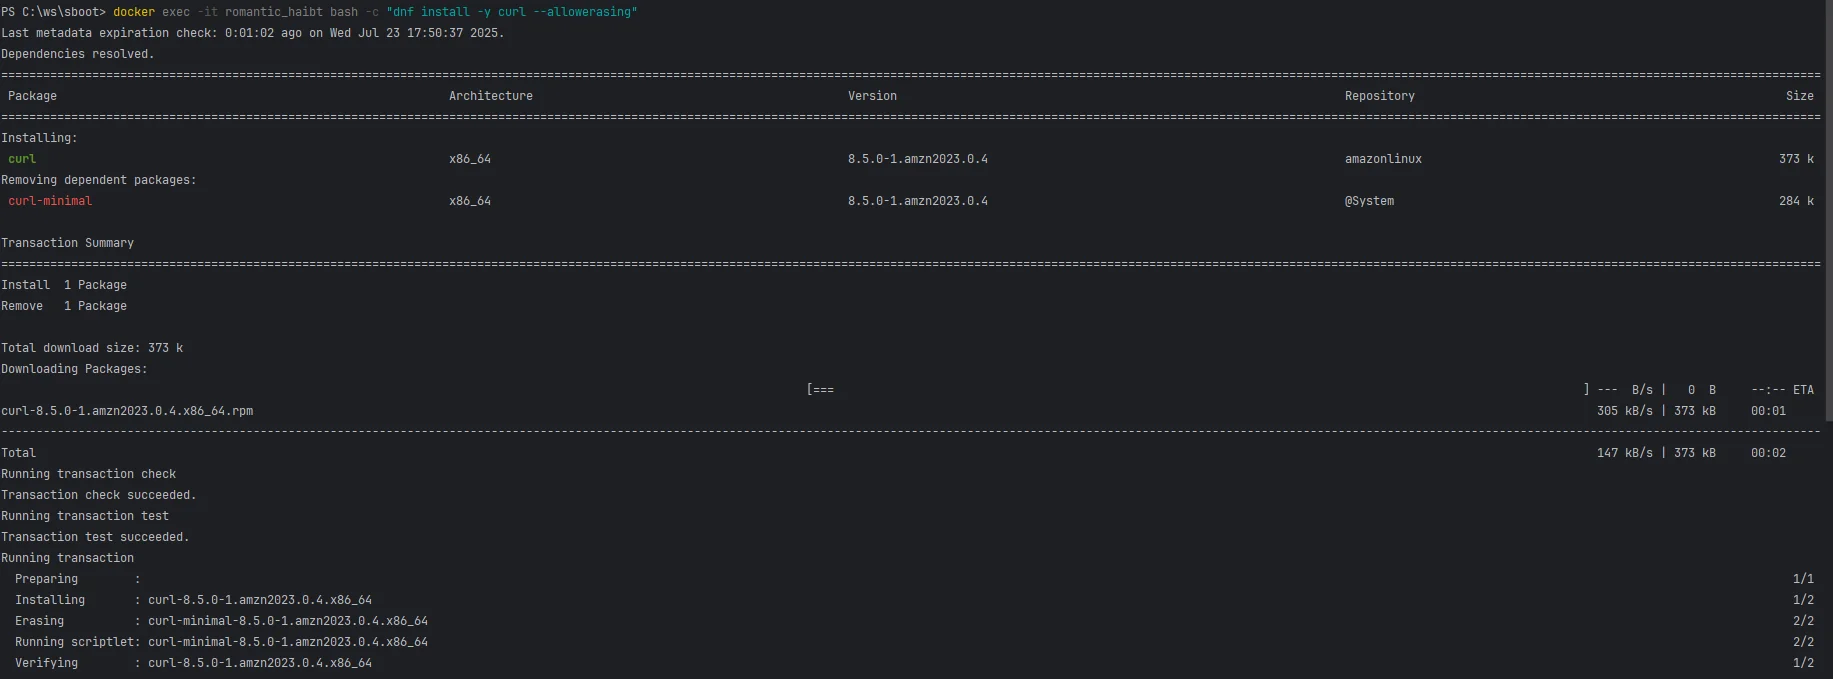 PS C:\ws\sboot> docker exec -it romantic_haibt bash -c "dnf install -y curl --allowerasing"
Last metadata expiration check: 0:01:02 ago on Wed Jul 23 17:50:37 2025.
Dependencies resolved.
================================================================================
Package Architecture Version Repository Size
================================================================================
Installing:
curl x86_64 8.5.0-1.amzn2023.0.4 amazonlinux 373 k
Removing dependent packages:
curl-minimal x86_64 8.5.0-1.amzn2023.0.4 @System 284 k
Transaction Summary
================================================================================
Install 1 Package
Remove 1 Package
Total download size: 373 k
Downloading Packages:
[=== ] --- B/s | 0 B --:-- ETA
curl-8.5.0-1.amzn2023.0.4.x86_64.rpm 305 kB/s | 373 kB 00:01
--------------------------------------------------------------------------------
Total 147 kB/s | 373 kB 00:02
Running transaction check
Transaction check succeeded.
Running transaction test
Transaction test succeeded.
Running transaction
Preparing : 1/1
Installing : curl-8.5.0-1.amzn2023.0.4.x86_64 1/2
Erasing : curl-minimal-8.5.0-1.amzn2023.0.4.x86_64 2/2
Running scriptlet: curl-minimal-8.5.0-1.amzn2023.0.4.x86_64 2/2
Verifying : curl-8.5.0-1.amzn2023.0.4.x86_64 1/2